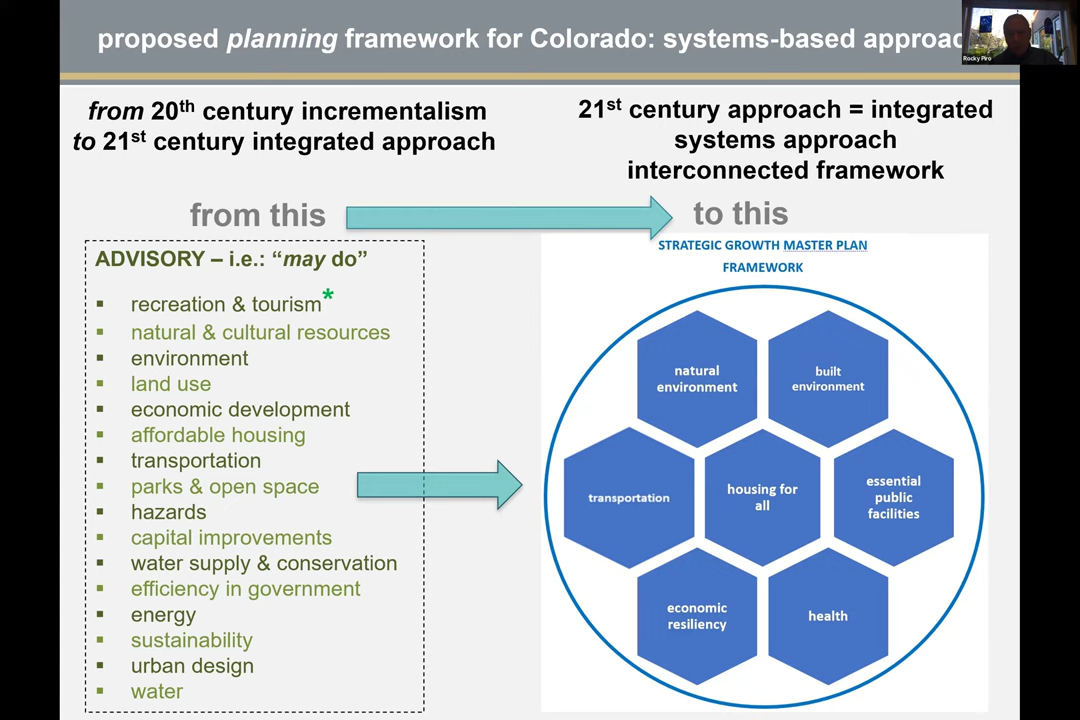 proposed planning framework for Colorado: systems-based approac
Rocky Piro
from 20th century incrementalism
to 21st century integrated approach
21st century approach = integrated
systems approach
interconnected framework
from this
to this
ADVISORY – i.e.: “may do”
▪ recreation & tourism*
▪ natural & cultural resources
▪ environment
▪ land use
▪ economic development
▪ affordable housing
▪ transportation
▪ parks & open space
▪ hazards
▪ capital improvements
▪ water supply & conservation
▪ efficiency in government
▪ energy
▪ sustainability
▪ urban design
▪ water
STRATEGIC GROWTH MASTER PLAN
FRAMEWORK
natural
environment
built
environment
transportation
housing for
all
essential
public
facilities
economic
resiliency
health